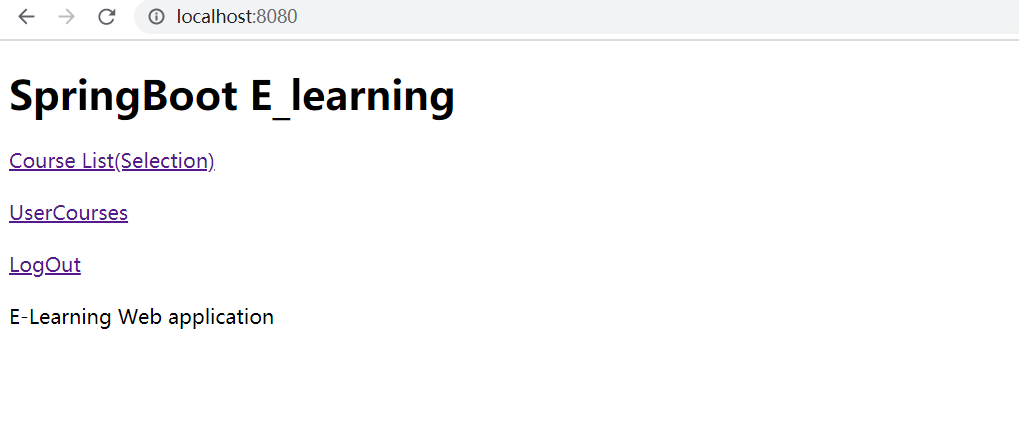 localhost:8080
SpringBoot E_learning
Course List(Selection)
UserCourses
LogOut
E-Learning Web application